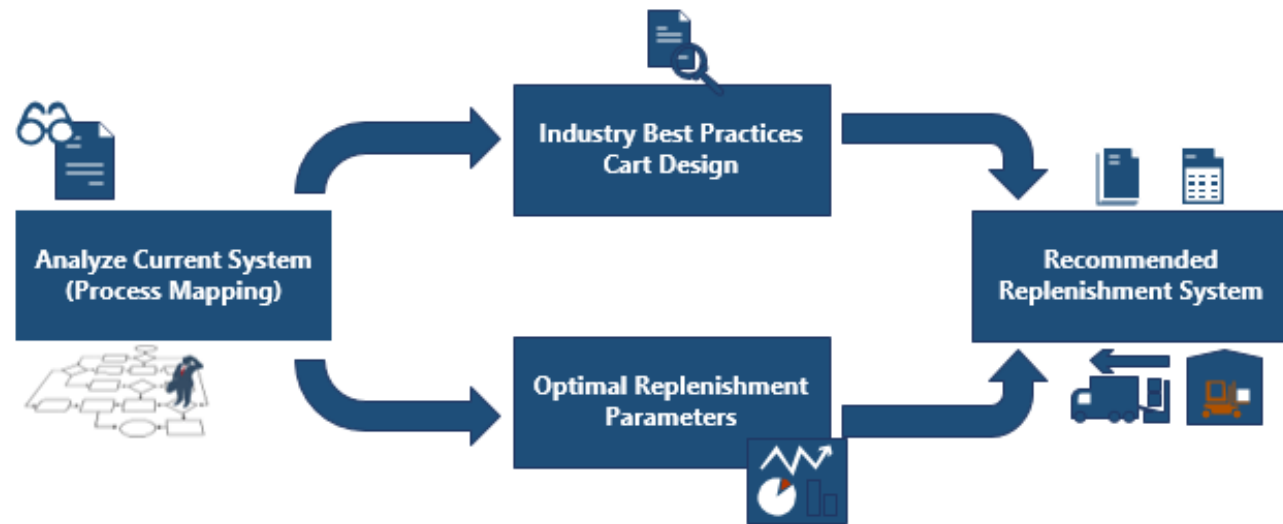 Industry Best Practices
Cart Design
Analyze Current System
(Process Mapping)
Recommended
Replenishment System
Optimal Replenishment
Parameters